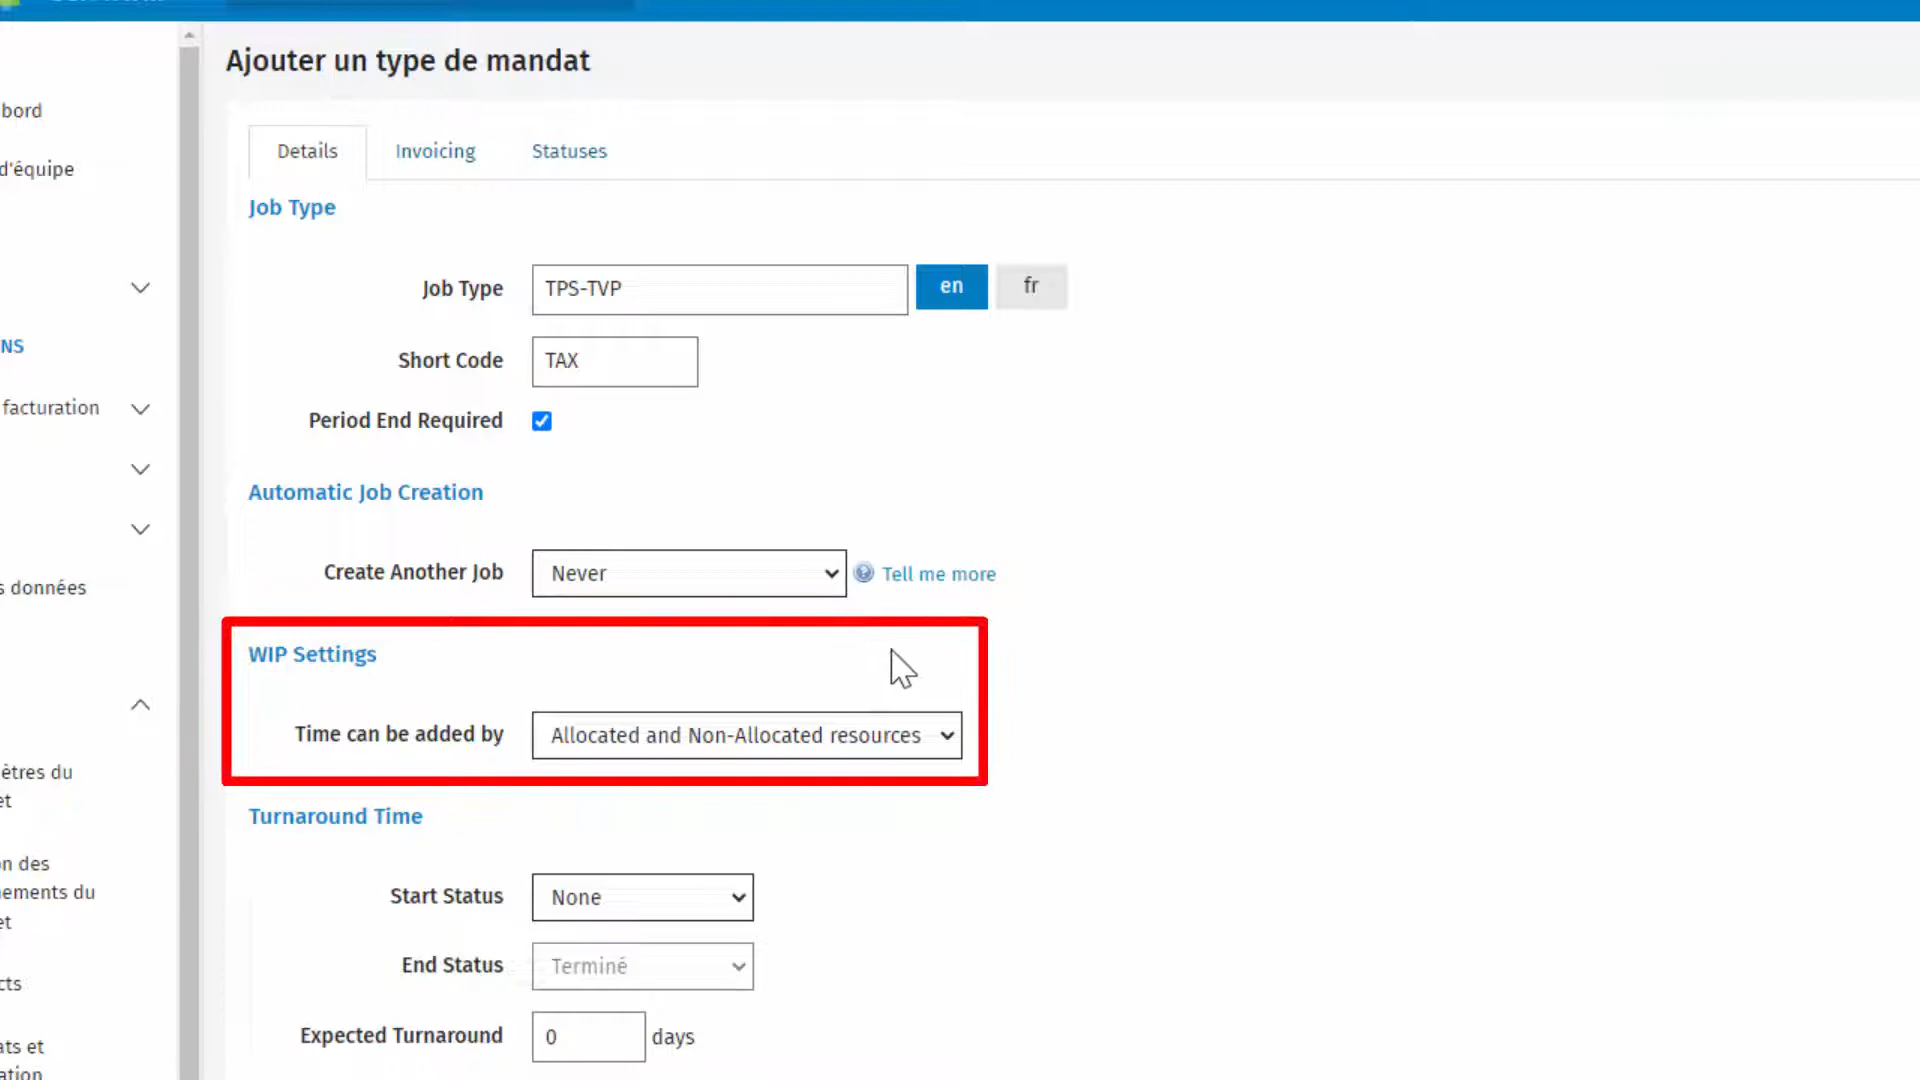 Ajouter un type de mandat
bord
d'équipe
NS
facturation
s données
ètres du
et
on des
nements du
et
cts
ats et
ation
Details
Invoicing
Statuses
Job Type
Job Type
TPS-TVP
en
fr
Short Code
TAX
Period End Required
Automatic Job Creation
Create Another Job
Never
Tell me more
WIP Settings
Time can be added by
Allocated and Non-Allocated resources
Turnaround Time
Start Status
None
End Status
Terminé
Expected Turnaround
0
days